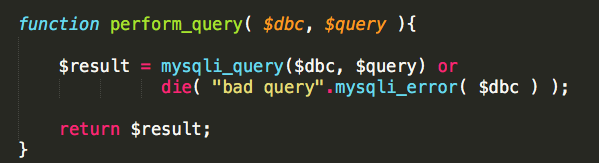 function perform_query( $dbc, $query ){
$result = mysqli_query($dbc, $query) or
die( "bad query".mysqli_error( $dbc ) );
return $result;
}